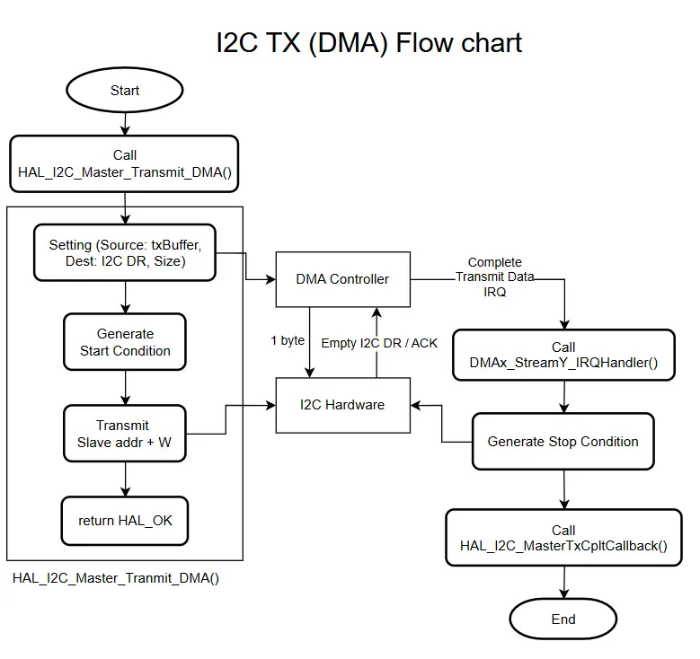 I2C TX (DMA) Flow chart
Start
Call
HAL_I2C_Master_Transmit_DMA()
Setting (Source: txBuffer,
Dest: I2C DR, Size)
DMA Controller
Complete
Transmit Data
IRQ
Generate
Start Condition
1 byte
Empty I2C DR / ACK
Call
DMAx_StreamY_IRQHandler()
Transmit
Slave addr + W
I2C Hardware
Generate Stop Condition
return HAL_OK
Call
HAL_I2C_MasterTxCpltCallback()
HAL_I2C_Master_Tranmit_DMA()
End